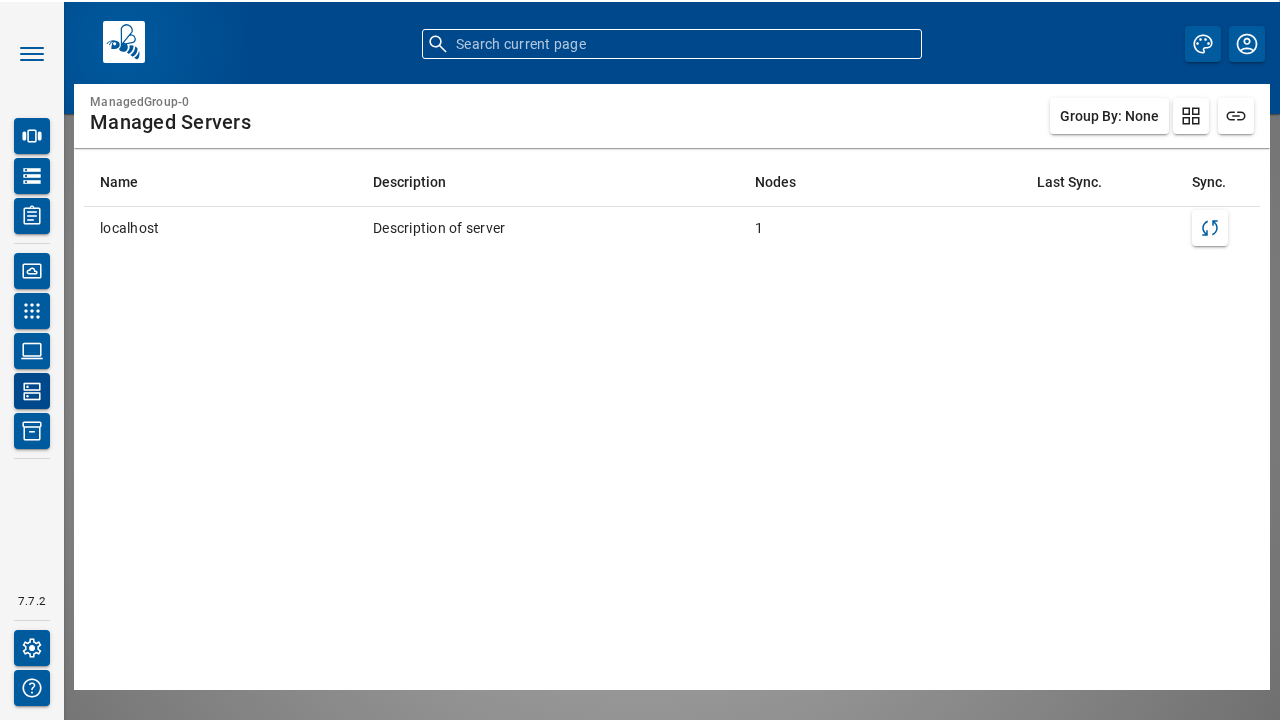 Search current page
ManagedGroup-0
Managed Servers
Group By: None
Name Description Nodes Last Sync. Sync.
localhost Description of server 1
7.7.2